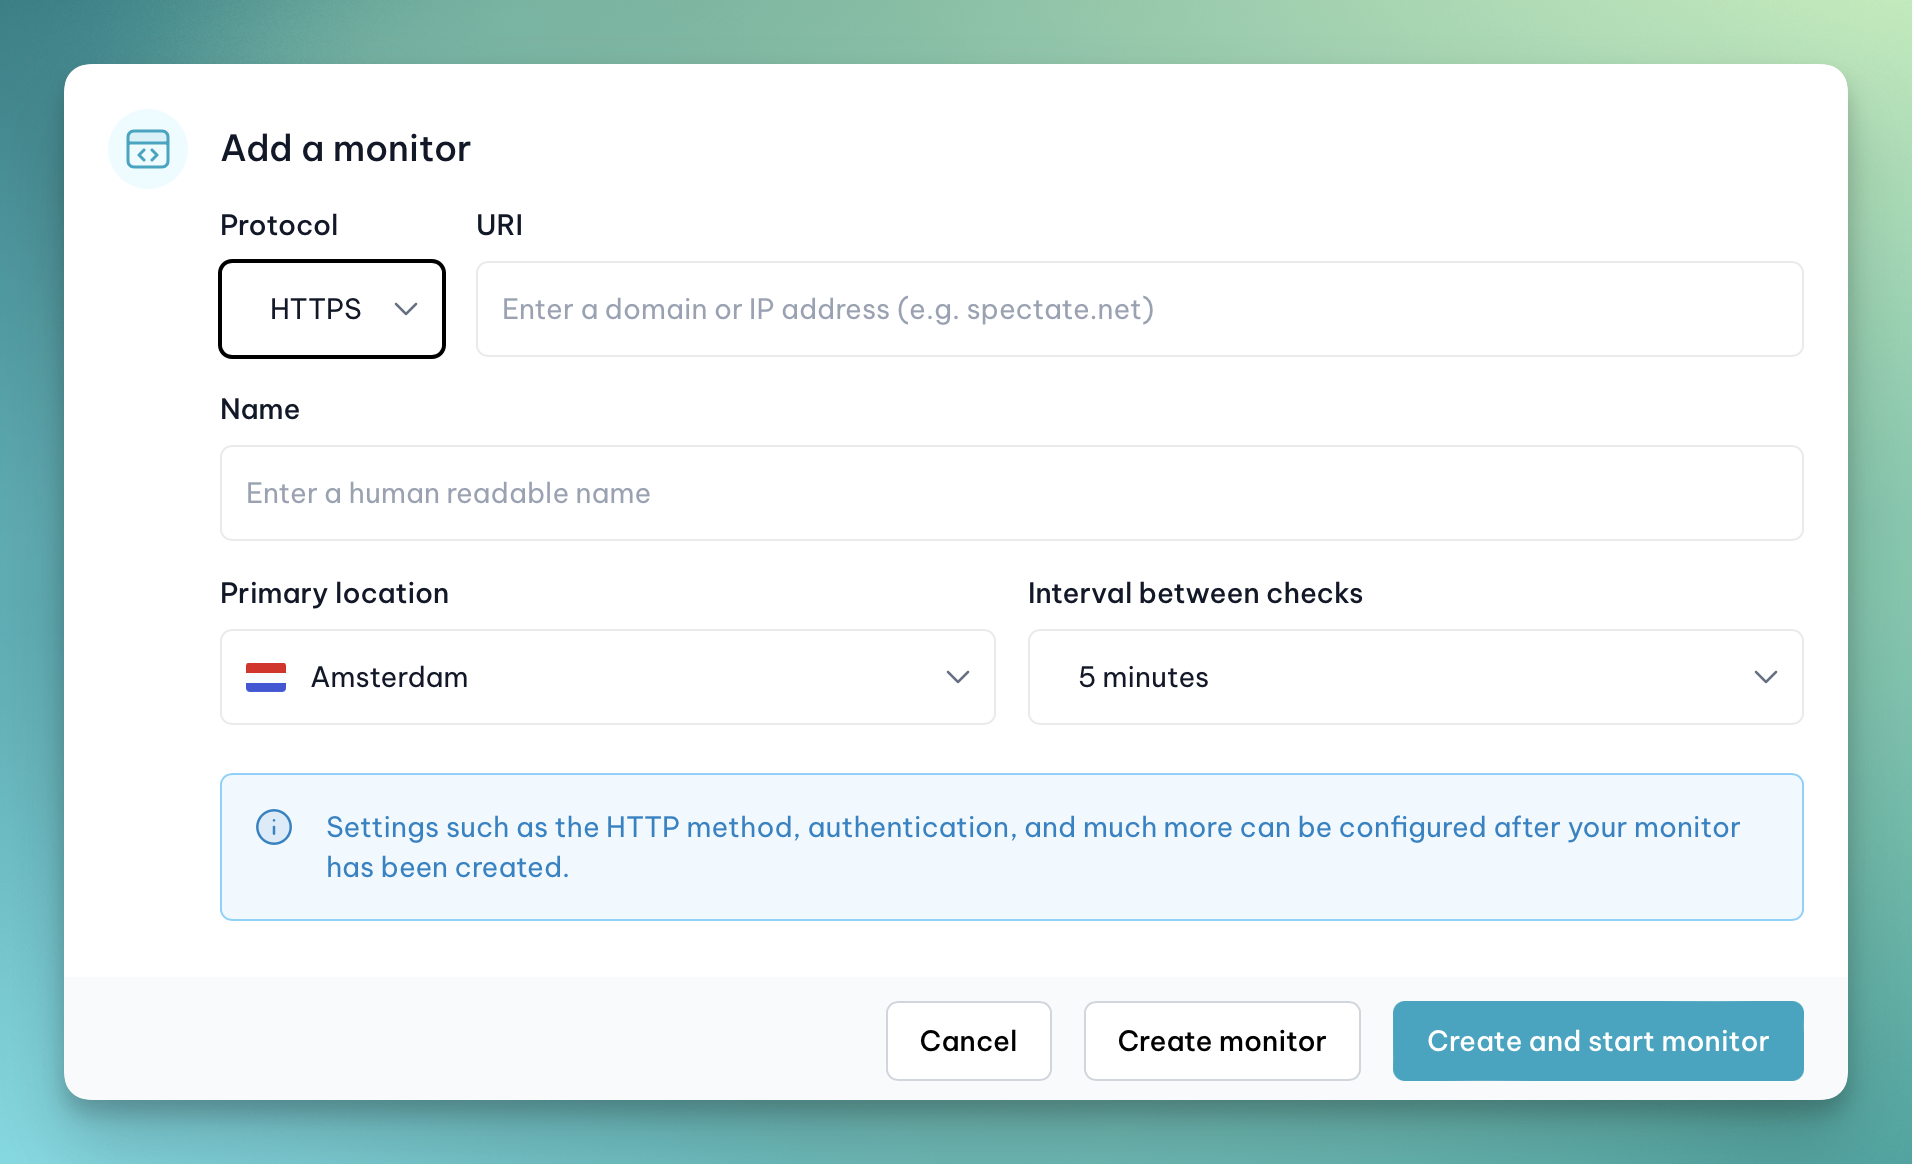 Add a monitor
Protocol
URI
HTTPS
Enter a domain or IP address (e.g. spectate.net)
Name
Enter a human readable name
Primary location
Interval between checks
Amsterdam
5 minutes
Settings such as the HTTP method, authentication, and much more can be configured after your monitor
has been created.
Cancel
Create monitor
Create and start monitor